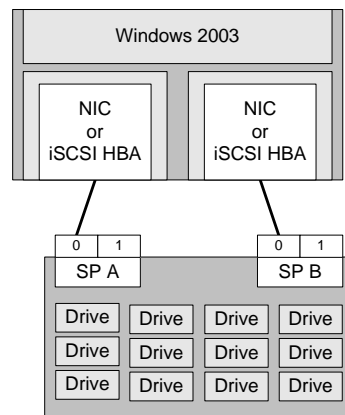 Windows 2003
NIC
or
iSCSI HBA
NIC
or
iSCSI HBA
0 1
SP A
0 1
SP B
Drive Drive Drive Drive
Drive Drive Drive Drive
Drive Drive Drive Drive